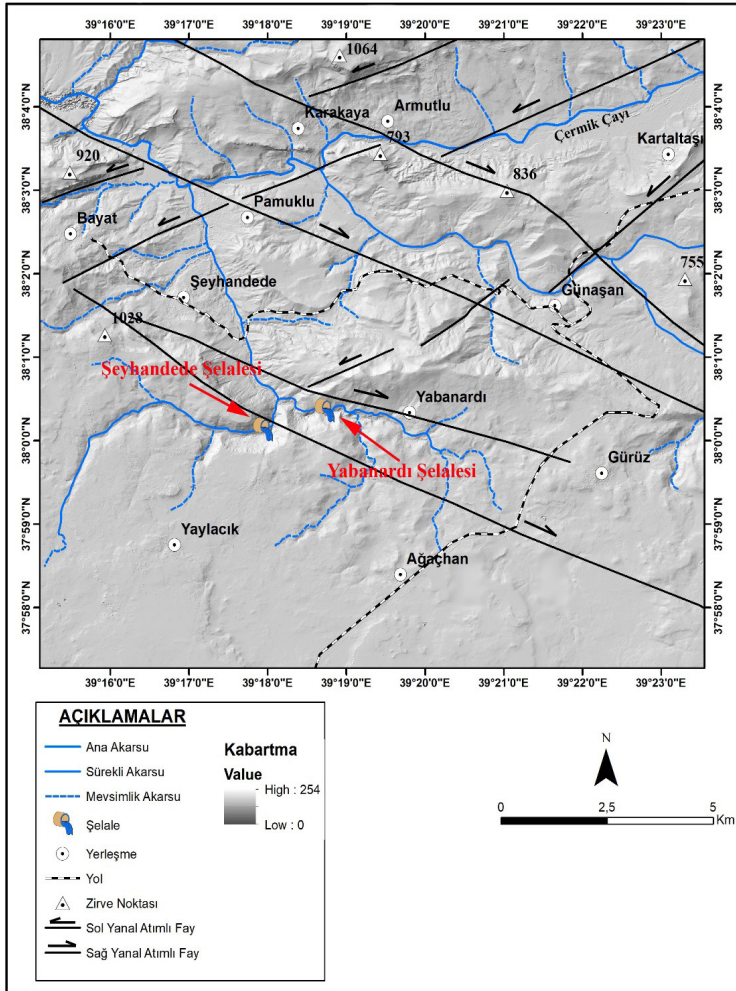 39°16'0"E 39°17'0"E 39°18'0"E 39°19'0"E 39°20'0"E 39°21'0"E 39°22'0"E 39°23'0"E
1064
38°4'0"N 38°4'0"N
Karakaya Armutlu
Çermik Çayı
793
Kartaltaşı
920
836
38°3'0"N 38°3'0"N
Bayat
Pamuklu
755
38°2'0"N 38°2'0"N
Şeyhandede
Günaşan
1028
38°1'0"N 38°1'0"N
Şeyhandede Şelalesi
Yabanardı
38°0'0"N 38°0'0"N
Yabanardı Şelalesi
Gürüz
37°59'0"N 37°59'0"N
Yaylacık
Ağaçhan
37°58'0"N 37°58'0"N
39°16'0"E 39°17'0"E 39°18'0"E 39°19'0"E 39°20'0"E 39°21'0"E 39°22'0"E 39°23'0"E
AÇIKLAMALAR
Ana Akarsu
Sürekli Akarsu
Mevsimlik Akarsu
Şelale
Yerleşme
Yol
Zirve Noktası
Sol Yanal Atımlı Fay
Sağ Yanal Atımlı Fay
Kabartma
Value
High : 254
Low : 0
N
0 2,5 5
Km